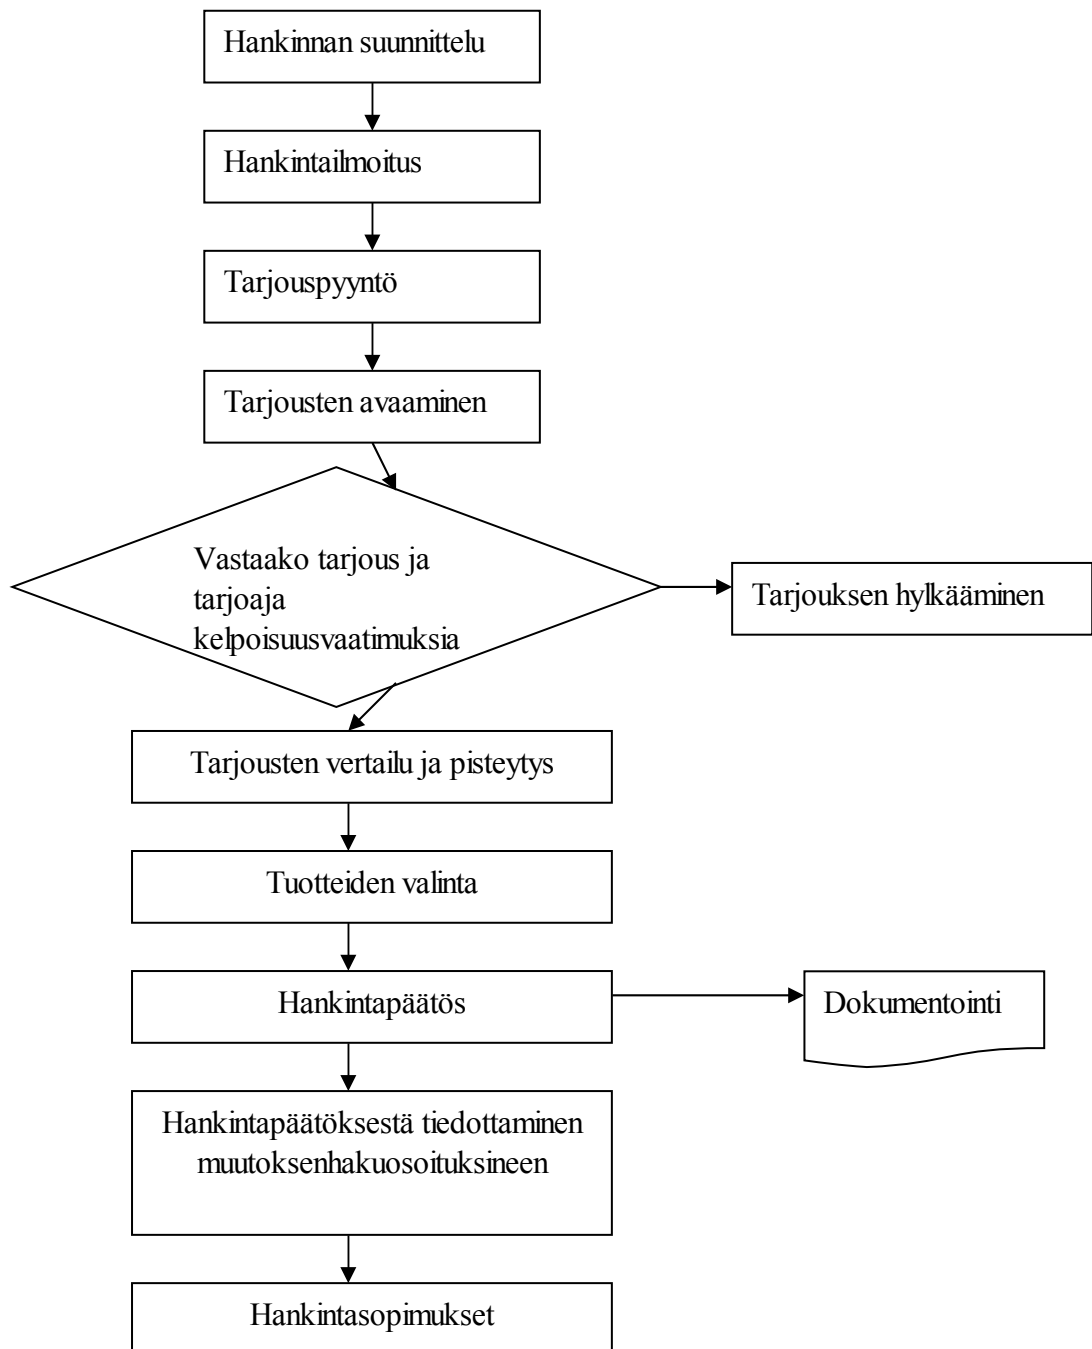 Hankinnan suunnittelu
Hankintailmoitus
Tarjouspyyntö
Tarjousten avaaminen
Vastaako tarjous ja
tarjoaja
kelpoisuusvaatimuksia
Tarjouksen hylkääminen
Tarjousten vertailu ja pisteytys
Tuotteiden valinta
Hankintapäätös
Dokumentointi
Hankintapäätöksestä tiedottaminen
muutoksenhakuosoituksineen
Hankintasopimukset